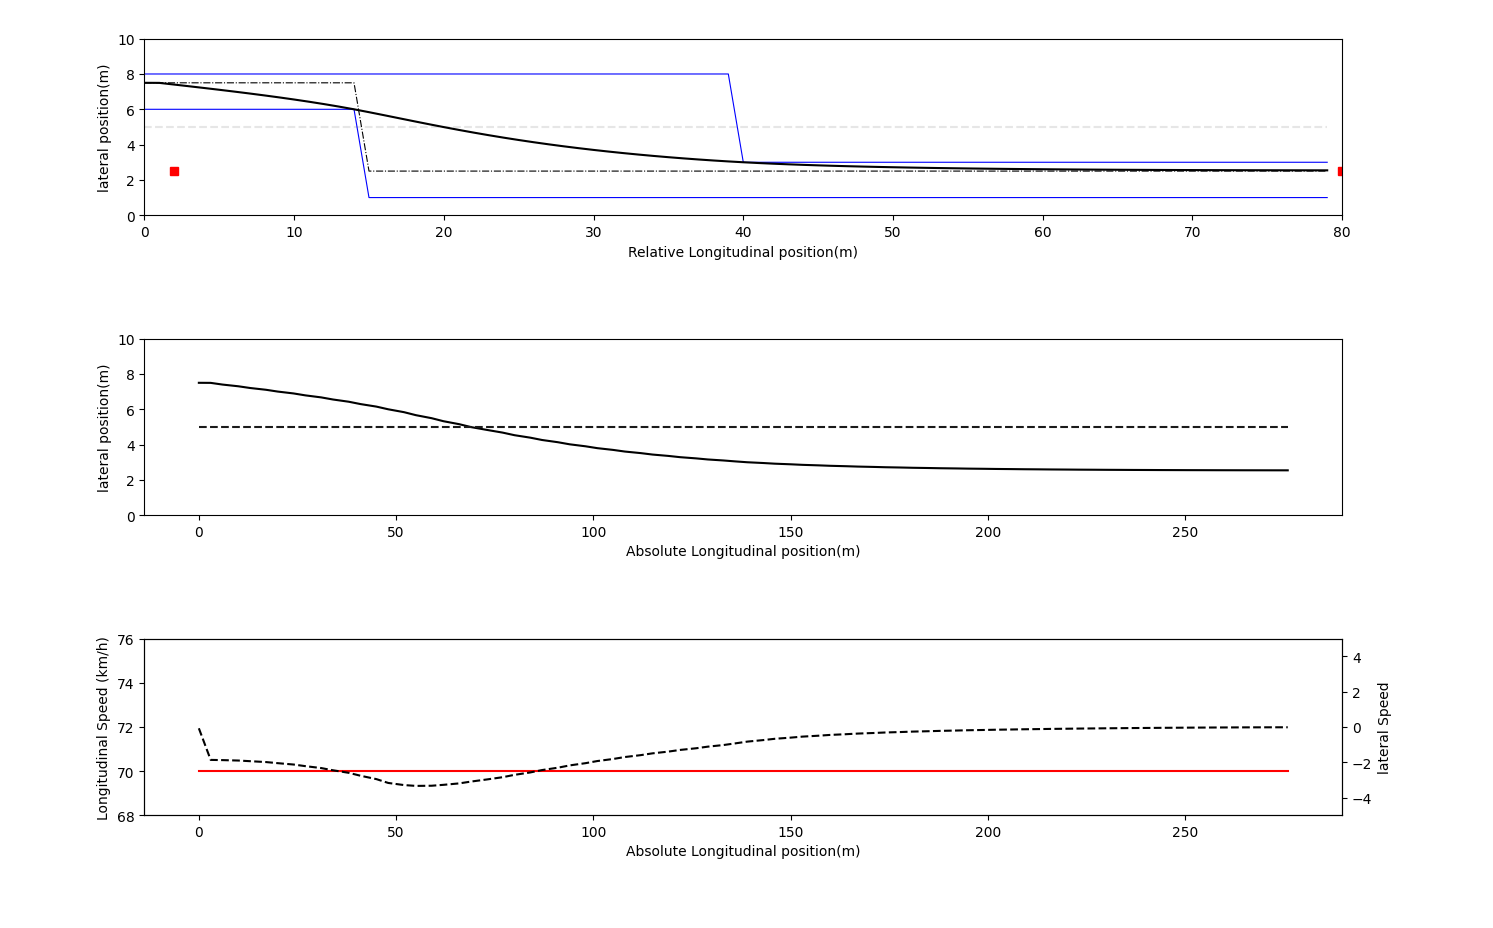 10
8
6
4
2
0
lateral position(m)
0 10 20 30 40 50 60 70 80
Relative Longitudinal position(m)
10
8
6
4
2
0
lateral position(m)
0 50 100 150 200 250
Absolute Longitudinal position(m)
76
74
72
70
68
Longitudinal Speed (km/h)
4
2
0
−2
−4
lateral Speed
0 50 100 150 200 250
Absolute Longitudinal position(m)